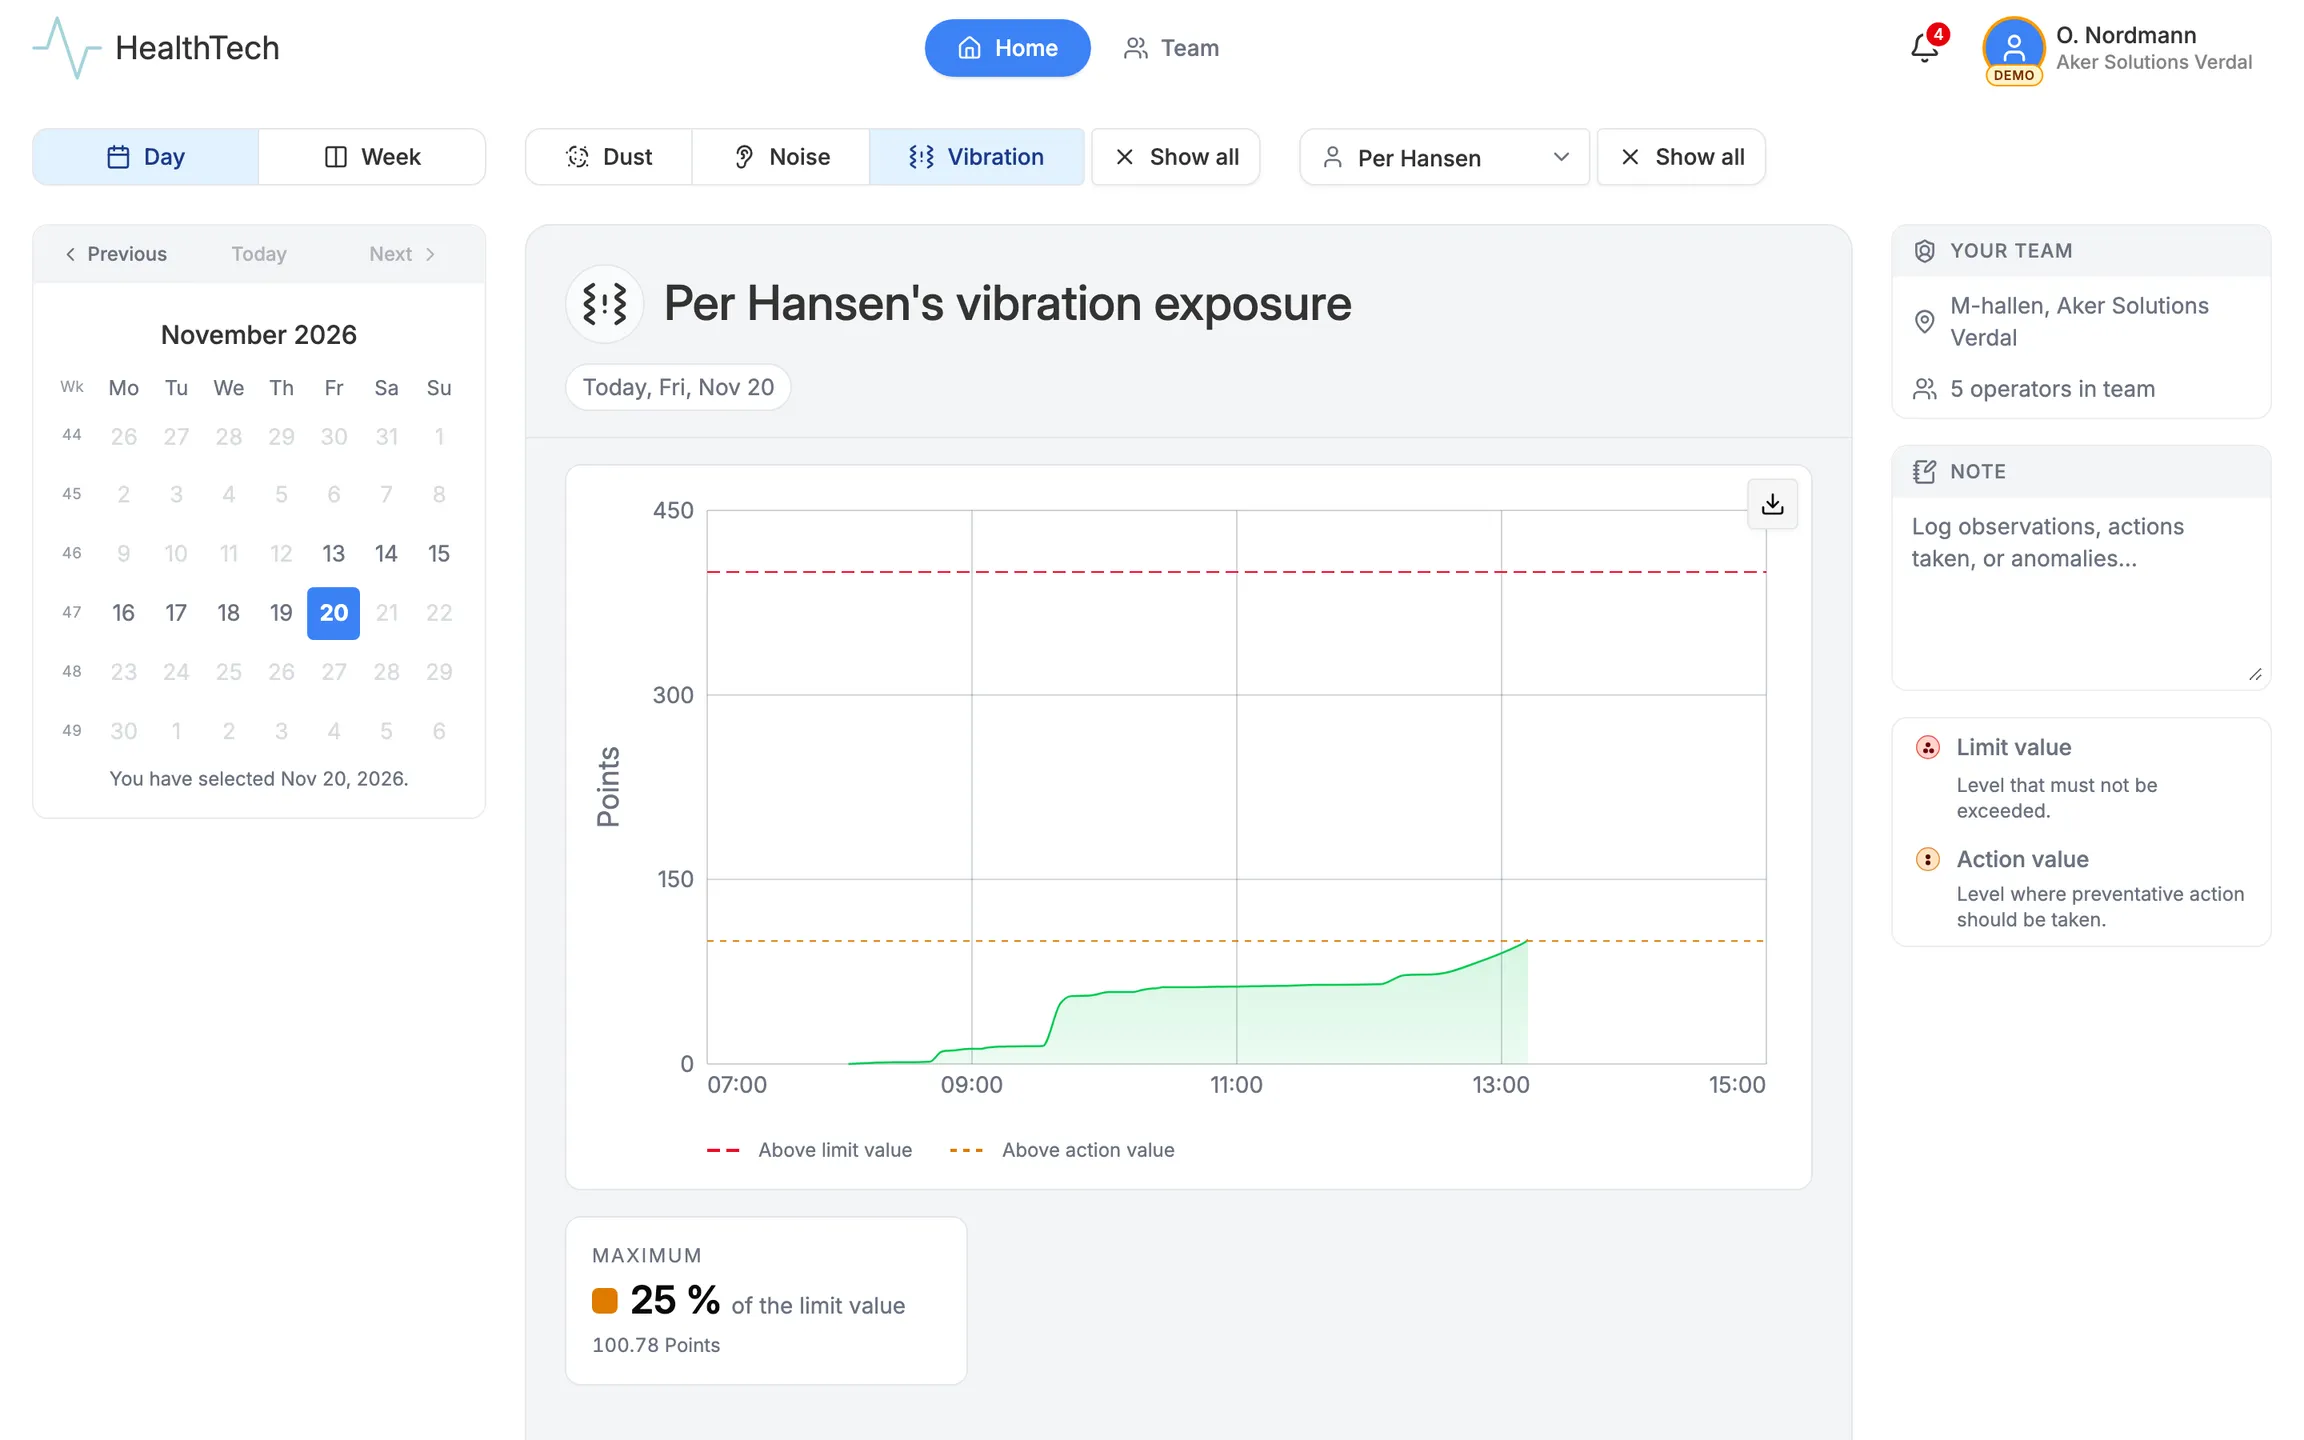 HealthTech
Home
Team
4
DEMO
O. Nordmann
Aker Solutions Verdal
Day
Week
Dust
Noise
Vibration
Show all
Per Hansen
Show all
Previous
Today
Next
November 2026
Wk Mo Tu We Th Fr Sa Su
44 26 27 28 29 30 31 1
45 2 3 4 5 6 7 8
46 9 10 11 12 13 14 15
47 16 17 18 19 20 21 22
48 23 24 25 26 27 28 29
49 30 1 2 3 4 5 6
You have selected Nov 20, 2026.
Per Hansen's vibration exposure
Today, Fri, Nov 20
Points
450
300
150
0
07:00 09:00 11:00 13:00 15:00
Above limit value
Above action value
MAXIMUM
25 % of the limit value
100.78 Points
YOUR TEAM
M-hallen, Aker Solutions
Verdal
5 operators in team
NOTE
Log observations, actions
taken, or anomalies...
Limit value
Level that must not be
exceeded.
Action value
Level where preventative action
should be taken.